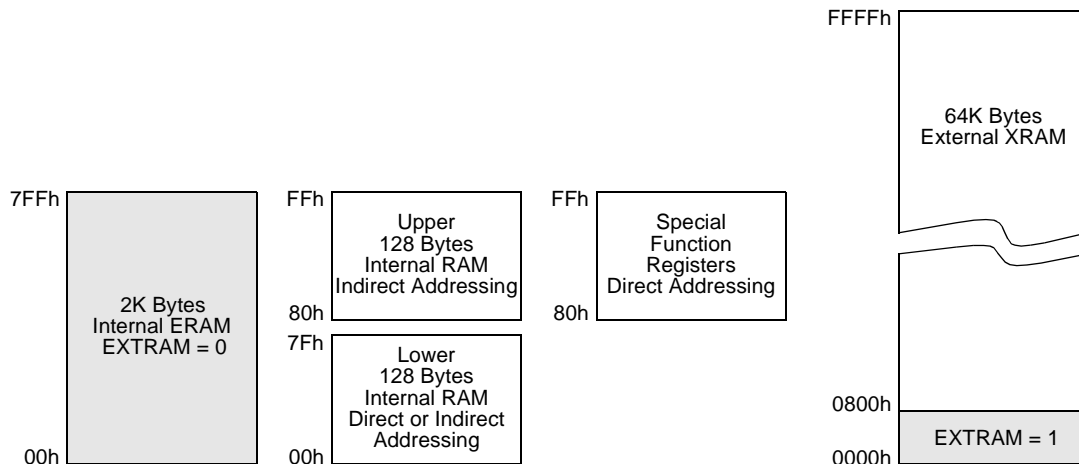 FFFFh
64K Bytes
External XRAM
7FFh
FFh
FFh
Upper
128 Bytes
Internal RAM
Indirect Addressing
Special
Function
Registers
Direct Addressing
2K Bytes
Internal ERAM
EXTRAM = 0
80h
80h
7Fh
Lower
128 Bytes
Internal RAM
Direct or Indirect
Addressing
0800h
EXTRAM = 1
00h
00h
0000h